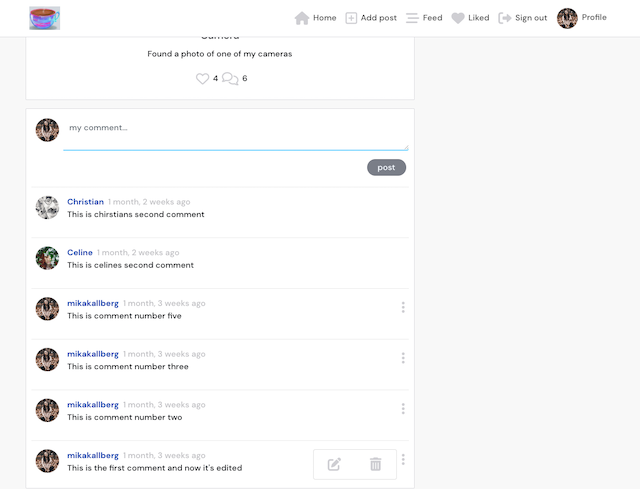 Home Add post Feed Liked Sign out Profile
Camera
Found a photo of one of my cameras
4 6
my comment...
post
Christian 1 month, 2 weeks ago
This is chirstians second comment
Celine 1 month, 2 weeks ago
This is celines second comment
mikakallberg 1 month, 3 weeks ago
This is comment number five
mikakallberg 1 month, 3 weeks ago
This is comment number three
mikakallberg 1 month, 3 weeks ago
This is comment number two
mikakallberg 1 month, 3 weeks ago
This is the first comment and now it's edited